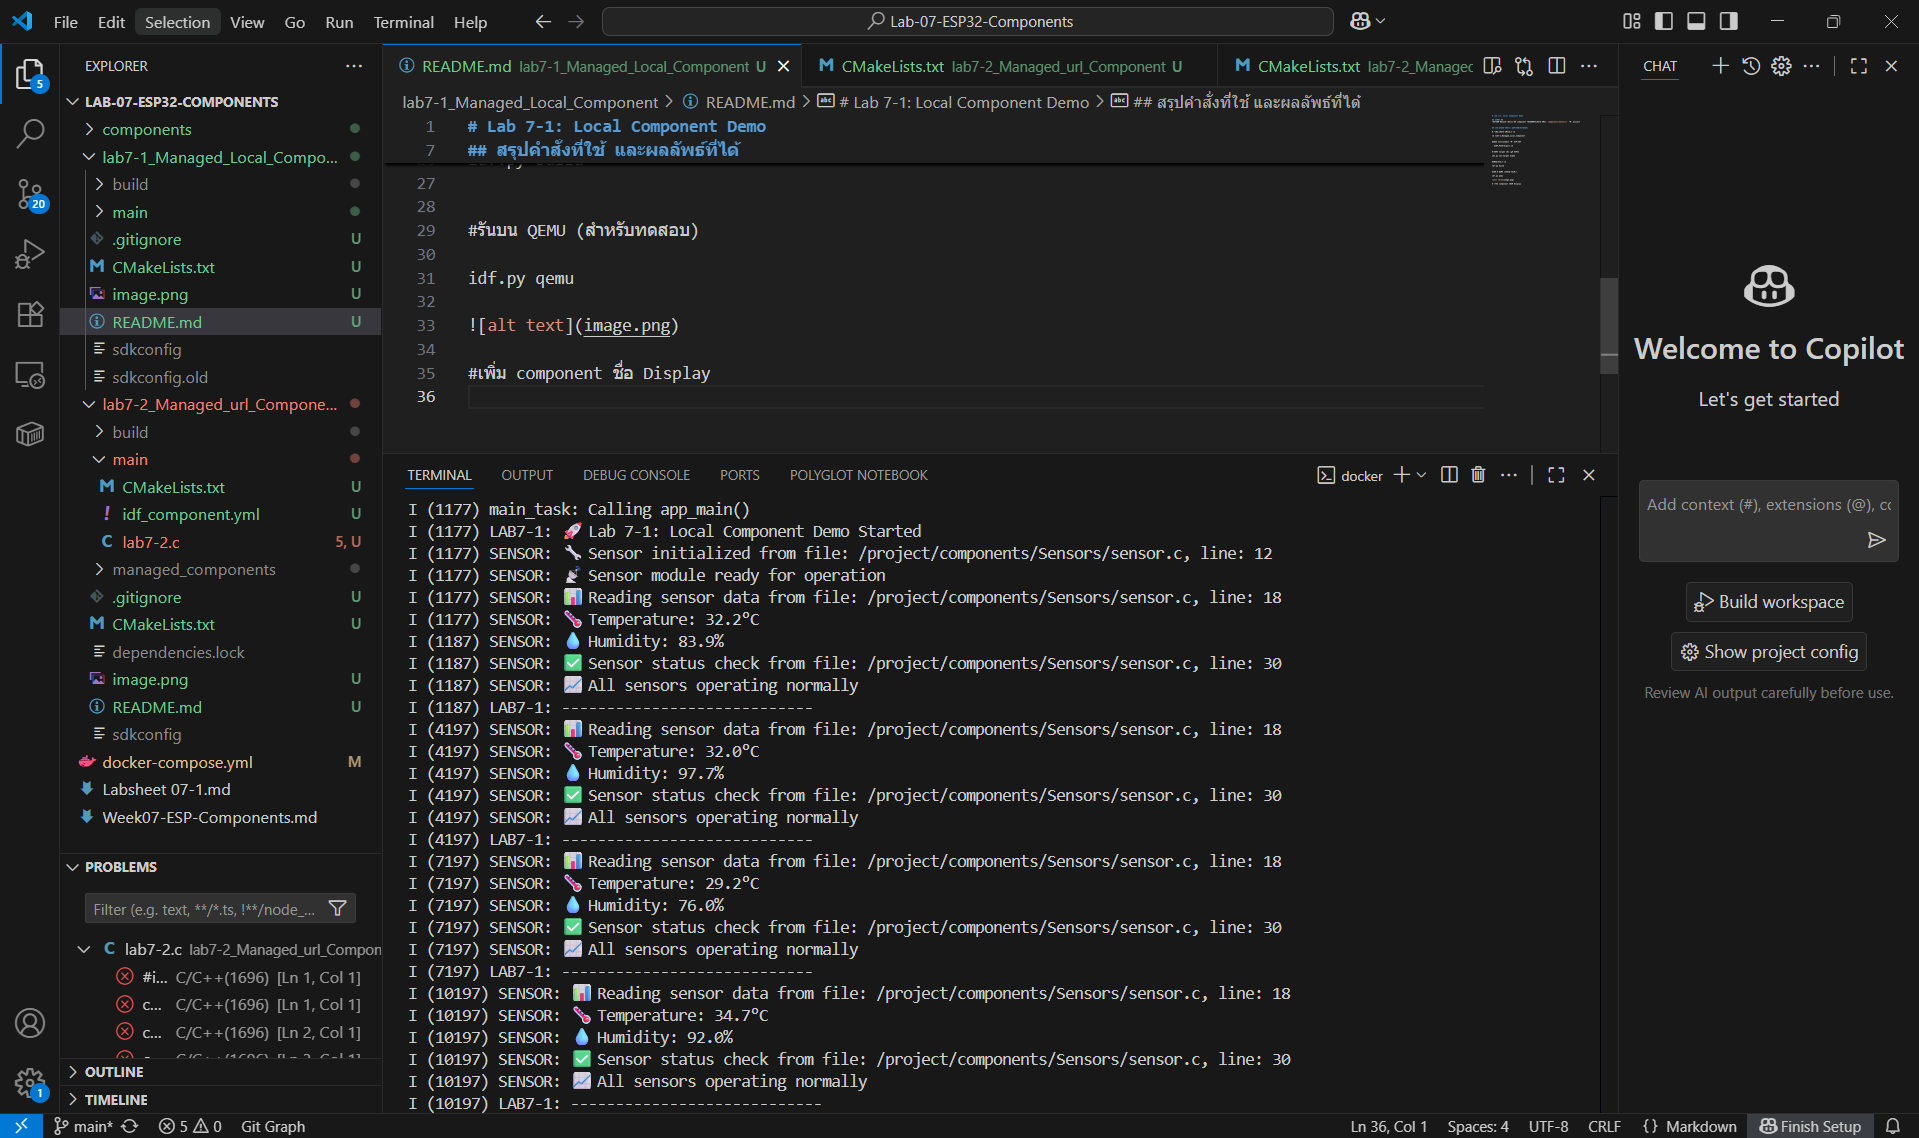 File Edit Selection View Go Run Terminal Help
Lab-07-ESP32-Components
EXPLORER
LAB-07-ESP32-COMPONENTS
components
lab7-1_Managed_Local_Compo...
build
main
.gitignore U
CMakeLists.txt U
image.png U
README.md U
sdkconfig
sdkconfig.old
lab7-2_Managed_url_Compone...
build
main
CMakeLists.txt U
idf_component.yml U
lab7-2.c 5, U
managed_components
.gitignore U
CMakeLists.txt U
dependencies.lock
image.png U
README.md U
sdkconfig
docker-compose.yml M
Labsheet 07-1.md
Week07-ESP-Components.md
PROBLEMS
Filter (e.g. text, **/*.ts, !**/node_...
lab7-2.c lab7-2_Managed_url_Compon
#i... C/C++(1696) [Ln 1, Col 1]
c... C/C++(1696) [Ln 1, Col 1]
c... C/C++(1696) [Ln 2, Col 1]
OUTLINE
TIMELINE
5
20
1
README.md lab7-1_Managed_Local_Component U
CMakeLists.txt lab7-2_Managed_url_Component U
CMakeLists.txt lab7-2_Managec
lab7-1_Managed_Local_Component > README.md > # Lab 7-1: Local Component Demo > ## สรุปคำสั่งที่ใช้ และผลลัพธ์ที่ได้
1 # Lab 7-1: Local Component Demo
7 ## สรุปคำสั่งที่ใช้ และผลลัพธ์ที่ได้
27
28
29 #รันบน QEMU (สำหรับทดสอบ)
30
31 idf.py qemu
32
33 ![alt text](image.png)
34
35 #เพิ่ม component ชื่อ Display
36
TERMINAL OUTPUT DEBUG CONSOLE PORTS POLYGLOT NOTEBOOK
docker
I (1177) main_task: Calling app_main()
I (1177) LAB7-1: 🚀 Lab 7-1: Local Component Demo Started
I (1177) SENSOR: 🔧 Sensor initialized from file: /project/components/Sensors/sensor.c, line: 12
I (1177) SENSOR: 📡 Sensor module ready for operation
I (1177) SENSOR: 📊 Reading sensor data from file: /project/components/Sensors/sensor.c, line: 18
I (1177) SENSOR: 🌡️ Temperature: 32.2°C
I (1187) SENSOR: 💧 Humidity: 83.9%
I (1187) SENSOR: ✅ Sensor status check from file: /project/components/Sensors/sensor.c, line: 30
I (1187) SENSOR: 📈 All sensors operating normally
I (1187) LAB7-1: ----------------------------
I (4197) SENSOR: 📊 Reading sensor data from file: /project/components/Sensors/sensor.c, line: 18
I (4197) SENSOR: 🌡️ Temperature: 32.0°C
I (4197) SENSOR: 💧 Humidity: 97.7%
I (4197) SENSOR: ✅ Sensor status check from file: /project/components/Sensors/sensor.c, line: 30
I (4197) SENSOR: 📈 All sensors operating normally
I (4197) LAB7-1: ----------------------------
I (7197) SENSOR: 📊 Reading sensor data from file: /project/components/Sensors/sensor.c, line: 18
I (7197) SENSOR: 🌡️ Temperature: 29.2°C
I (7197) SENSOR: 💧 Humidity: 76.0%
I (7197) SENSOR: ✅ Sensor status check from file: /project/components/Sensors/sensor.c, line: 30
I (7197) SENSOR: 📈 All sensors operating normally
I (7197) LAB7-1: ----------------------------
I (10197) SENSOR: 📊 Reading sensor data from file: /project/components/Sensors/sensor.c, line: 18
I (10197) SENSOR: 🌡️ Temperature: 34.7°C
I (10197) SENSOR: 💧 Humidity: 92.0%
I (10197) SENSOR: ✅ Sensor status check from file: /project/components/Sensors/sensor.c, line: 30
I (10197) SENSOR: 📈 All sensors operating normally
I (10197) LAB7-1: ----------------------------
CHAT
Welcome to Copilot
Let's get started
Add context (#), extensions (@), cc
Build workspace
Show project config
Review AI output carefully before use.
main* 5 0 Git Graph
Ln 36, Col 1 Spaces: 4 UTF-8 CRLF {} Markdown Finish Setup